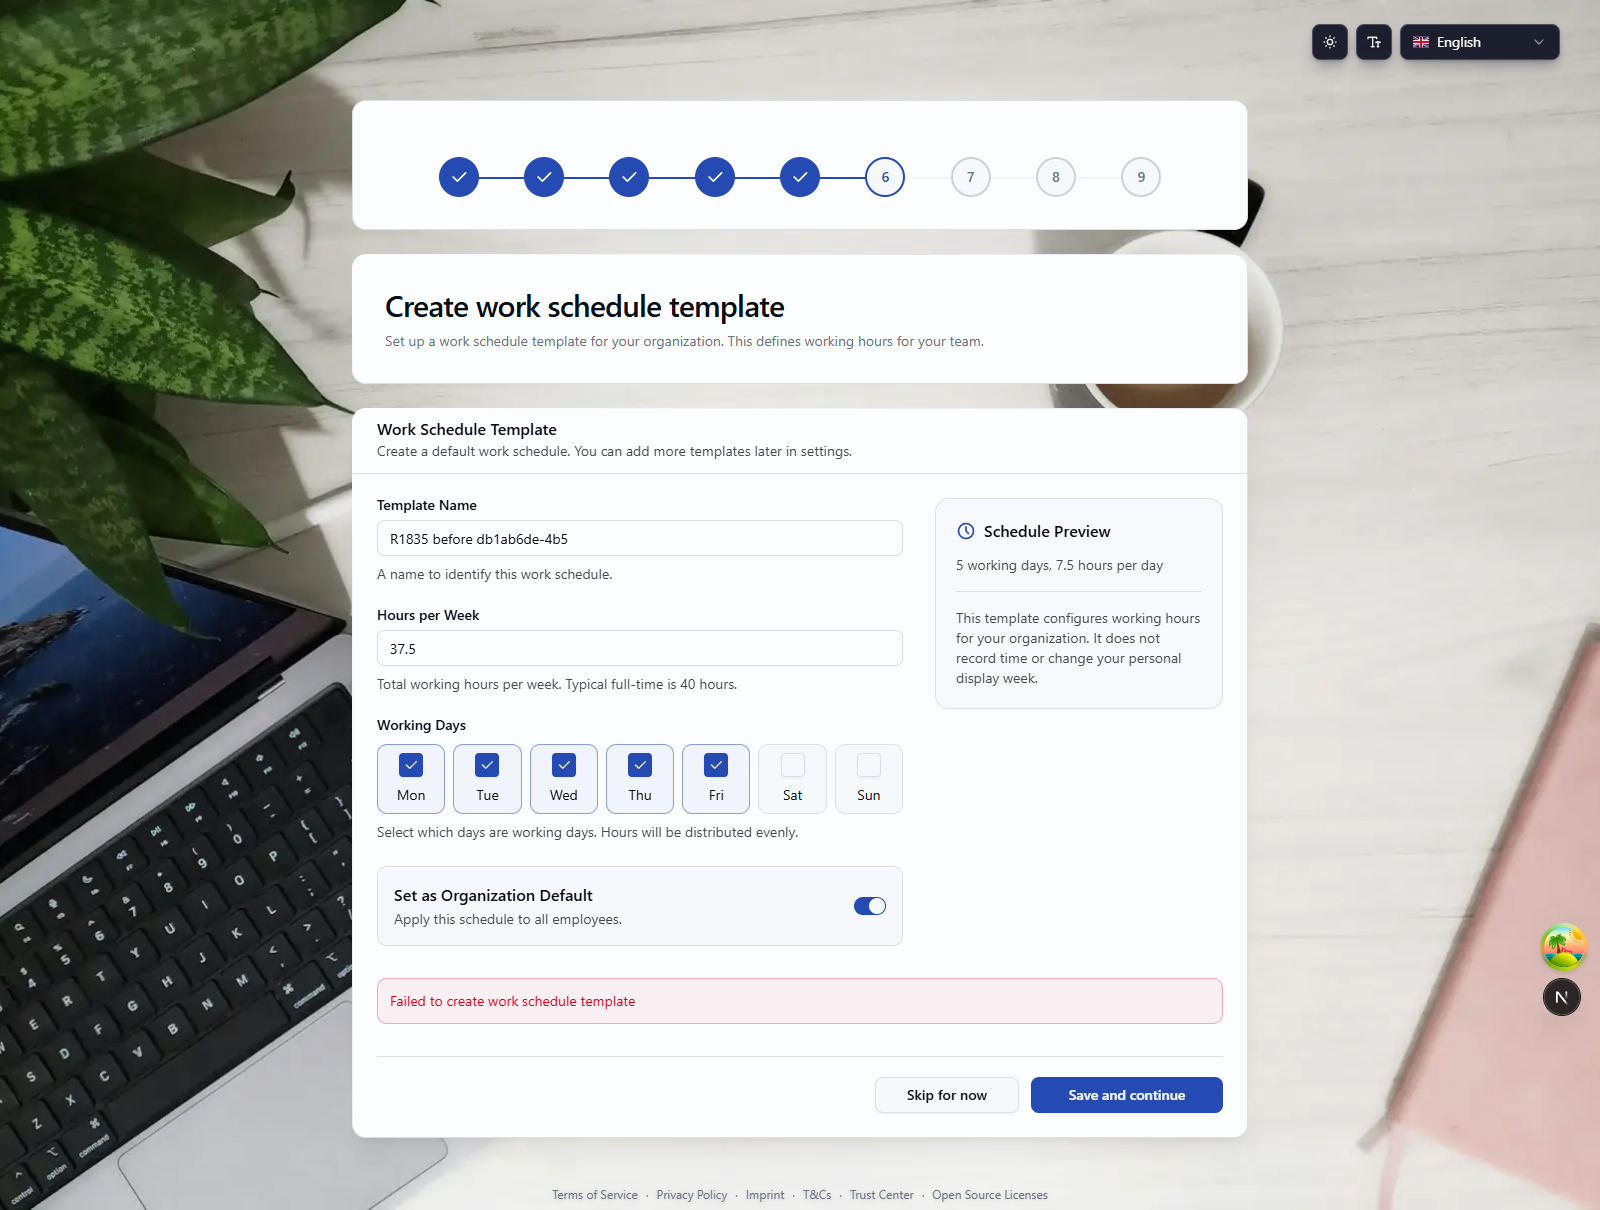 English
6
7
8
9
Create work schedule template
Set up a work schedule template for your organization. This defines working hours for your team.
Work Schedule Template
Create a default work schedule. You can add more templates later in settings.
Template Name
R1835 before db1ab6de-4b5
A name to identify this work schedule.
Hours per Week
37.5
Total working hours per week. Typical full-time is 40 hours.
Working Days
Mon Tue Wed Thu Fri Sat Sun
Select which days are working days. Hours will be distributed evenly.
Set as Organization Default
Apply this schedule to all employees.
Schedule Preview
5 working days, 7.5 hours per day
This template configures working hours
for your organization. It does not
record time or change your personal
display week.
Failed to create work schedule template
Skip for now
Save and continue
Terms of Service · Privacy Policy · Imprint · T&Cs · Trust Center · Open Source Licenses